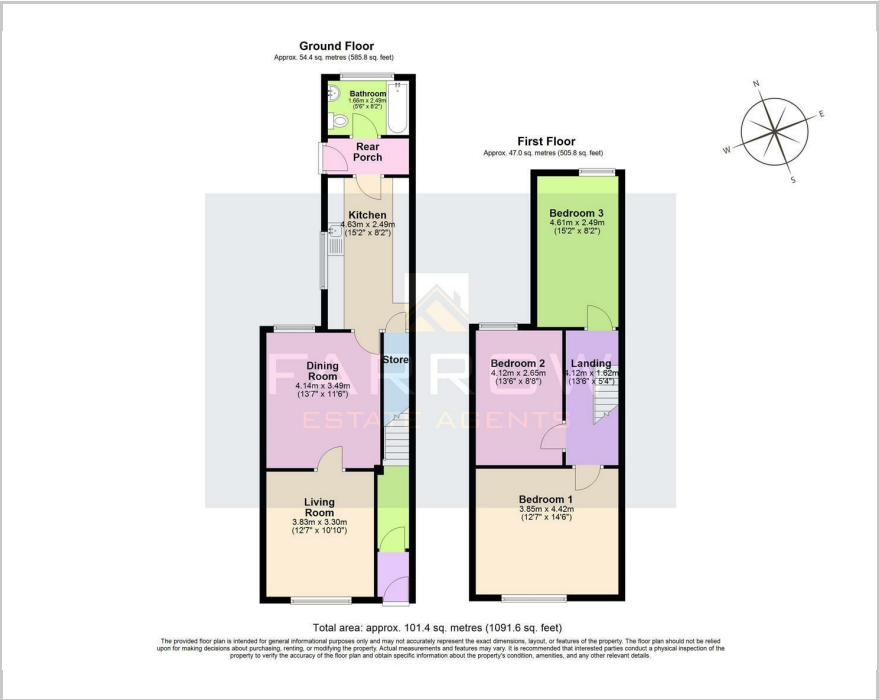 Ground Floor
Approx. 54.4 sq. metres (585.8 sq. feet)
Bathroom
1.66m x 2.49m
(5'6" x 8'2")
Rear
Porch
Kitchen
4.63m x 2.49m
(15'2" x 8'2")
Store
Dining
Room
4.14m x 3.49m
(13'7" x 11'6")
Living
Room
3.83m x 3.30m
(12'7" x 10'10")
First Floor
Approx. 47.0 sq. metres (505.8 sq. feet)
Bedroom 3
4.61m x 2.49m
(15'2" x 8'2")
Bedroom 2
4.12m x 2.65m
(13'6" x 8'8")
Landing
4.12m x 1.62m
(13'6" x 5'4")
Bedroom 1
3.85m x 4.42m
(12'7" x 14'6")
N
E
W
S
FARROW
ESTATE AGENTS
Total area: approx. 101.4 sq. metres (1091.6 sq. feet)
The provided floor plan is intended for general informational purposes only and may not accurately represent the exact dimensions, layout, or features of the property. The floor plan should not be relied
upon for making decisions about purchasing, renting, or modifying the property. Actual measurements and features may vary. It is recommended that interested parties conduct a physical inspection of the
property to verify the accuracy of the floor plan and obtain specific information about the property's condition, amenities, and any other relevant details.